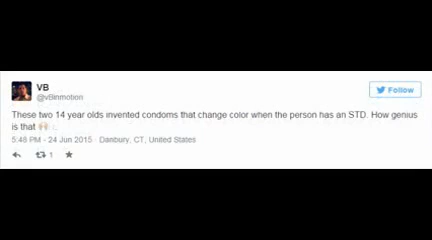 VB
@vBinmotion
Follow
These two 14 year olds invented condoms that change color when the person has an STD. How genius
is that 🙌🏼
5:48 PM - 24 Jun 2015 Danbury, CT, United States
1